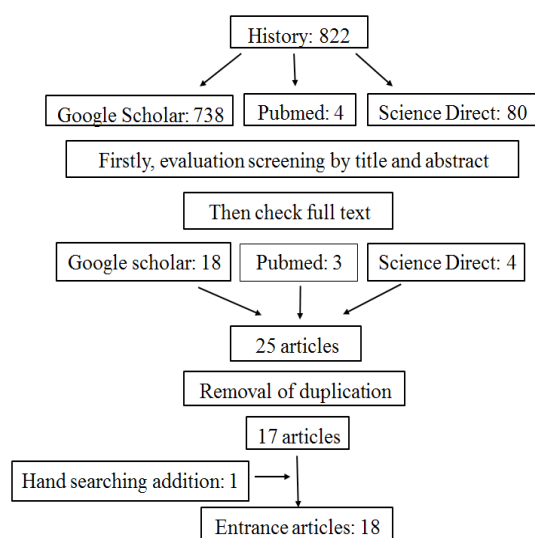 History: 822
Google Scholar: 738
Pubmed: 4
Science Direct: 80
Firstly, evaluation screening by title and abstract
Then check full text
Google scholar: 18
Pubmed: 3
Science Direct: 4
25 articles
Removal of duplication
17 articles
Hand searching addition: 1
Entrance articles: 18